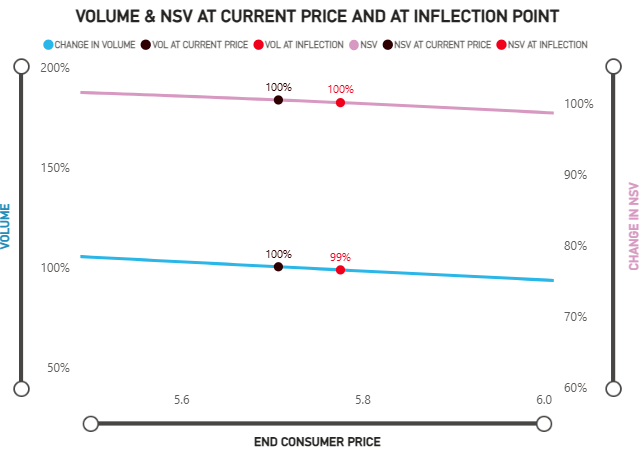 VOLUME & NSV AT CURRENT PRICE AND AT INFLECTION POINT
CHANGE IN VOLUME VOL AT CURRENT PRICE VOL AT INFLECTION NSV NSV AT CURRENT PRICE NSV AT INFLECTION
200%
150%
100%
50%
VOLUME
100%
100%
100%
99%
100%
90%
80%
70%
60%
CHANGE IN NSV
5.6 5.8 6.0
END CONSUMER PRICE